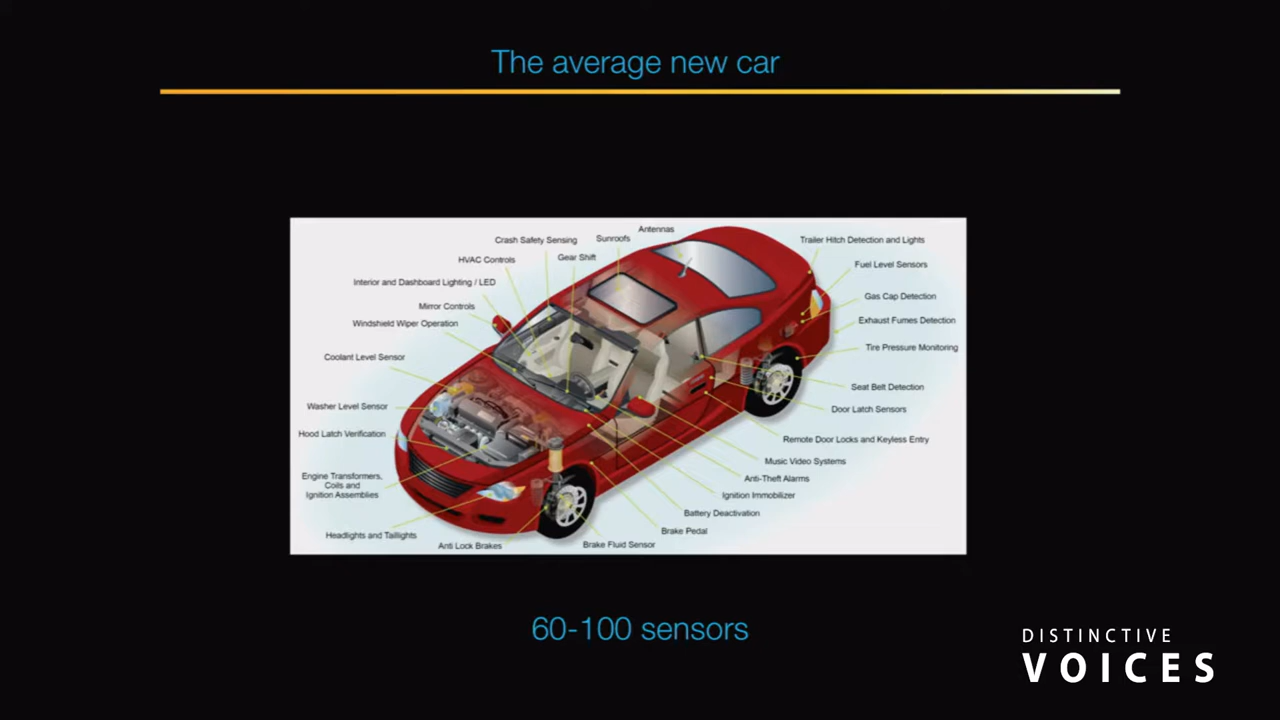 The average new car
Antennas
Crash Safety Sensing
Sunroofs
HVAC Controls
Gear Shift
Interior and Dashboard Lighting / LED
Mirror Controls
Windshield Wiper Operation
Coolant Level Sensor
Washer Level Sensor
Hood Latch Verification
Engine Transformers,
Coils and
Ignition Assemblies
Headlights and Taillights
Anti Lock Brakes
Trailer Hitch Detection and Lights
Fuel Level Sensors
Gas Cap Detection
Exhaust Fumes Detection
Tire Pressure Monitoring
Seat Belt Detection
Door Latch Sensors
Remote Door Locks and Keyless Entry
Music Video Systems
Anti-Theft Alarms
Ignition Immobilizer
Battery Deactivation
Brake Pedal
Brake Fluid Sensor
60-100 sensors
DISTINCTIVE
VOICES